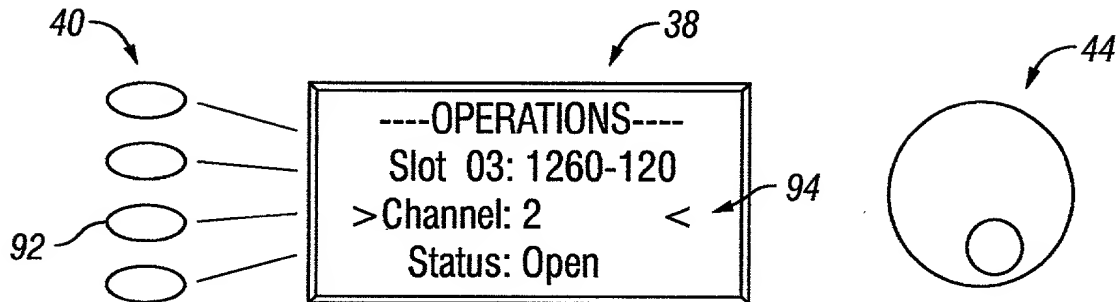 40
38
44
----OPERATIONS----
Slot 03: 1260-120
>Channel: 2 <
94
92
Status: Open